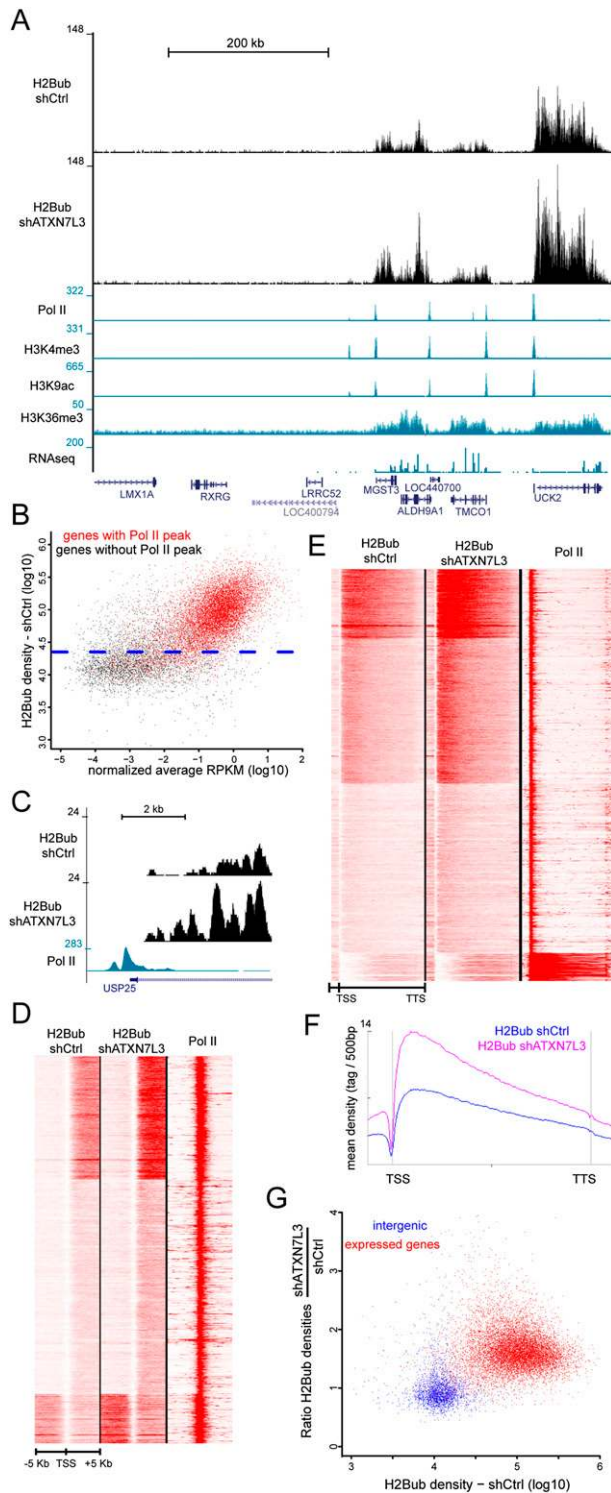 A
148
200 kb
H2Bub
shCtrl
148
H2Bub
shATXN7L3
322
Pol II
331
H3K4me3
665
H3K9ac
50
H3K36me3
200
RNAseq
LMX1A
RXRG
LRRC52
LOC400794
MGST3
LOC440700
ALDH9A1
TMCO1
UCK2
B
genes with Pol II peak
genes without Pol II peak
H2Bub density - shCtrl (log10)
3.0 3.5 4.0 4.5 5.0 5.5 6.0
−5 −4 −3 −2 −1 0 1 2
normalized average RPKM (log10)
C
24
2 kb
H2Bub
shCtrl
24
H2Bub
shATXN7L3
283
Pol II
USP25
D
H2Bub
shCtrl
H2Bub
shATXN7L3
Pol II
-5 Kb TSS +5 Kb
E
H2Bub
shCtrl
H2Bub
shATXN7L3
Pol II
TSS TTS
F
14
H2Bub shCtrl
H2Bub shATXN7L3
mean density (tag / 500bp)
TSS TTS
G
intergenic
expressed genes
Ratio H2Bub densities shATXN7L3
shCtrl
0 1 2 3 4
3 4 5 6
H2Bub density − shCtrl (log10)